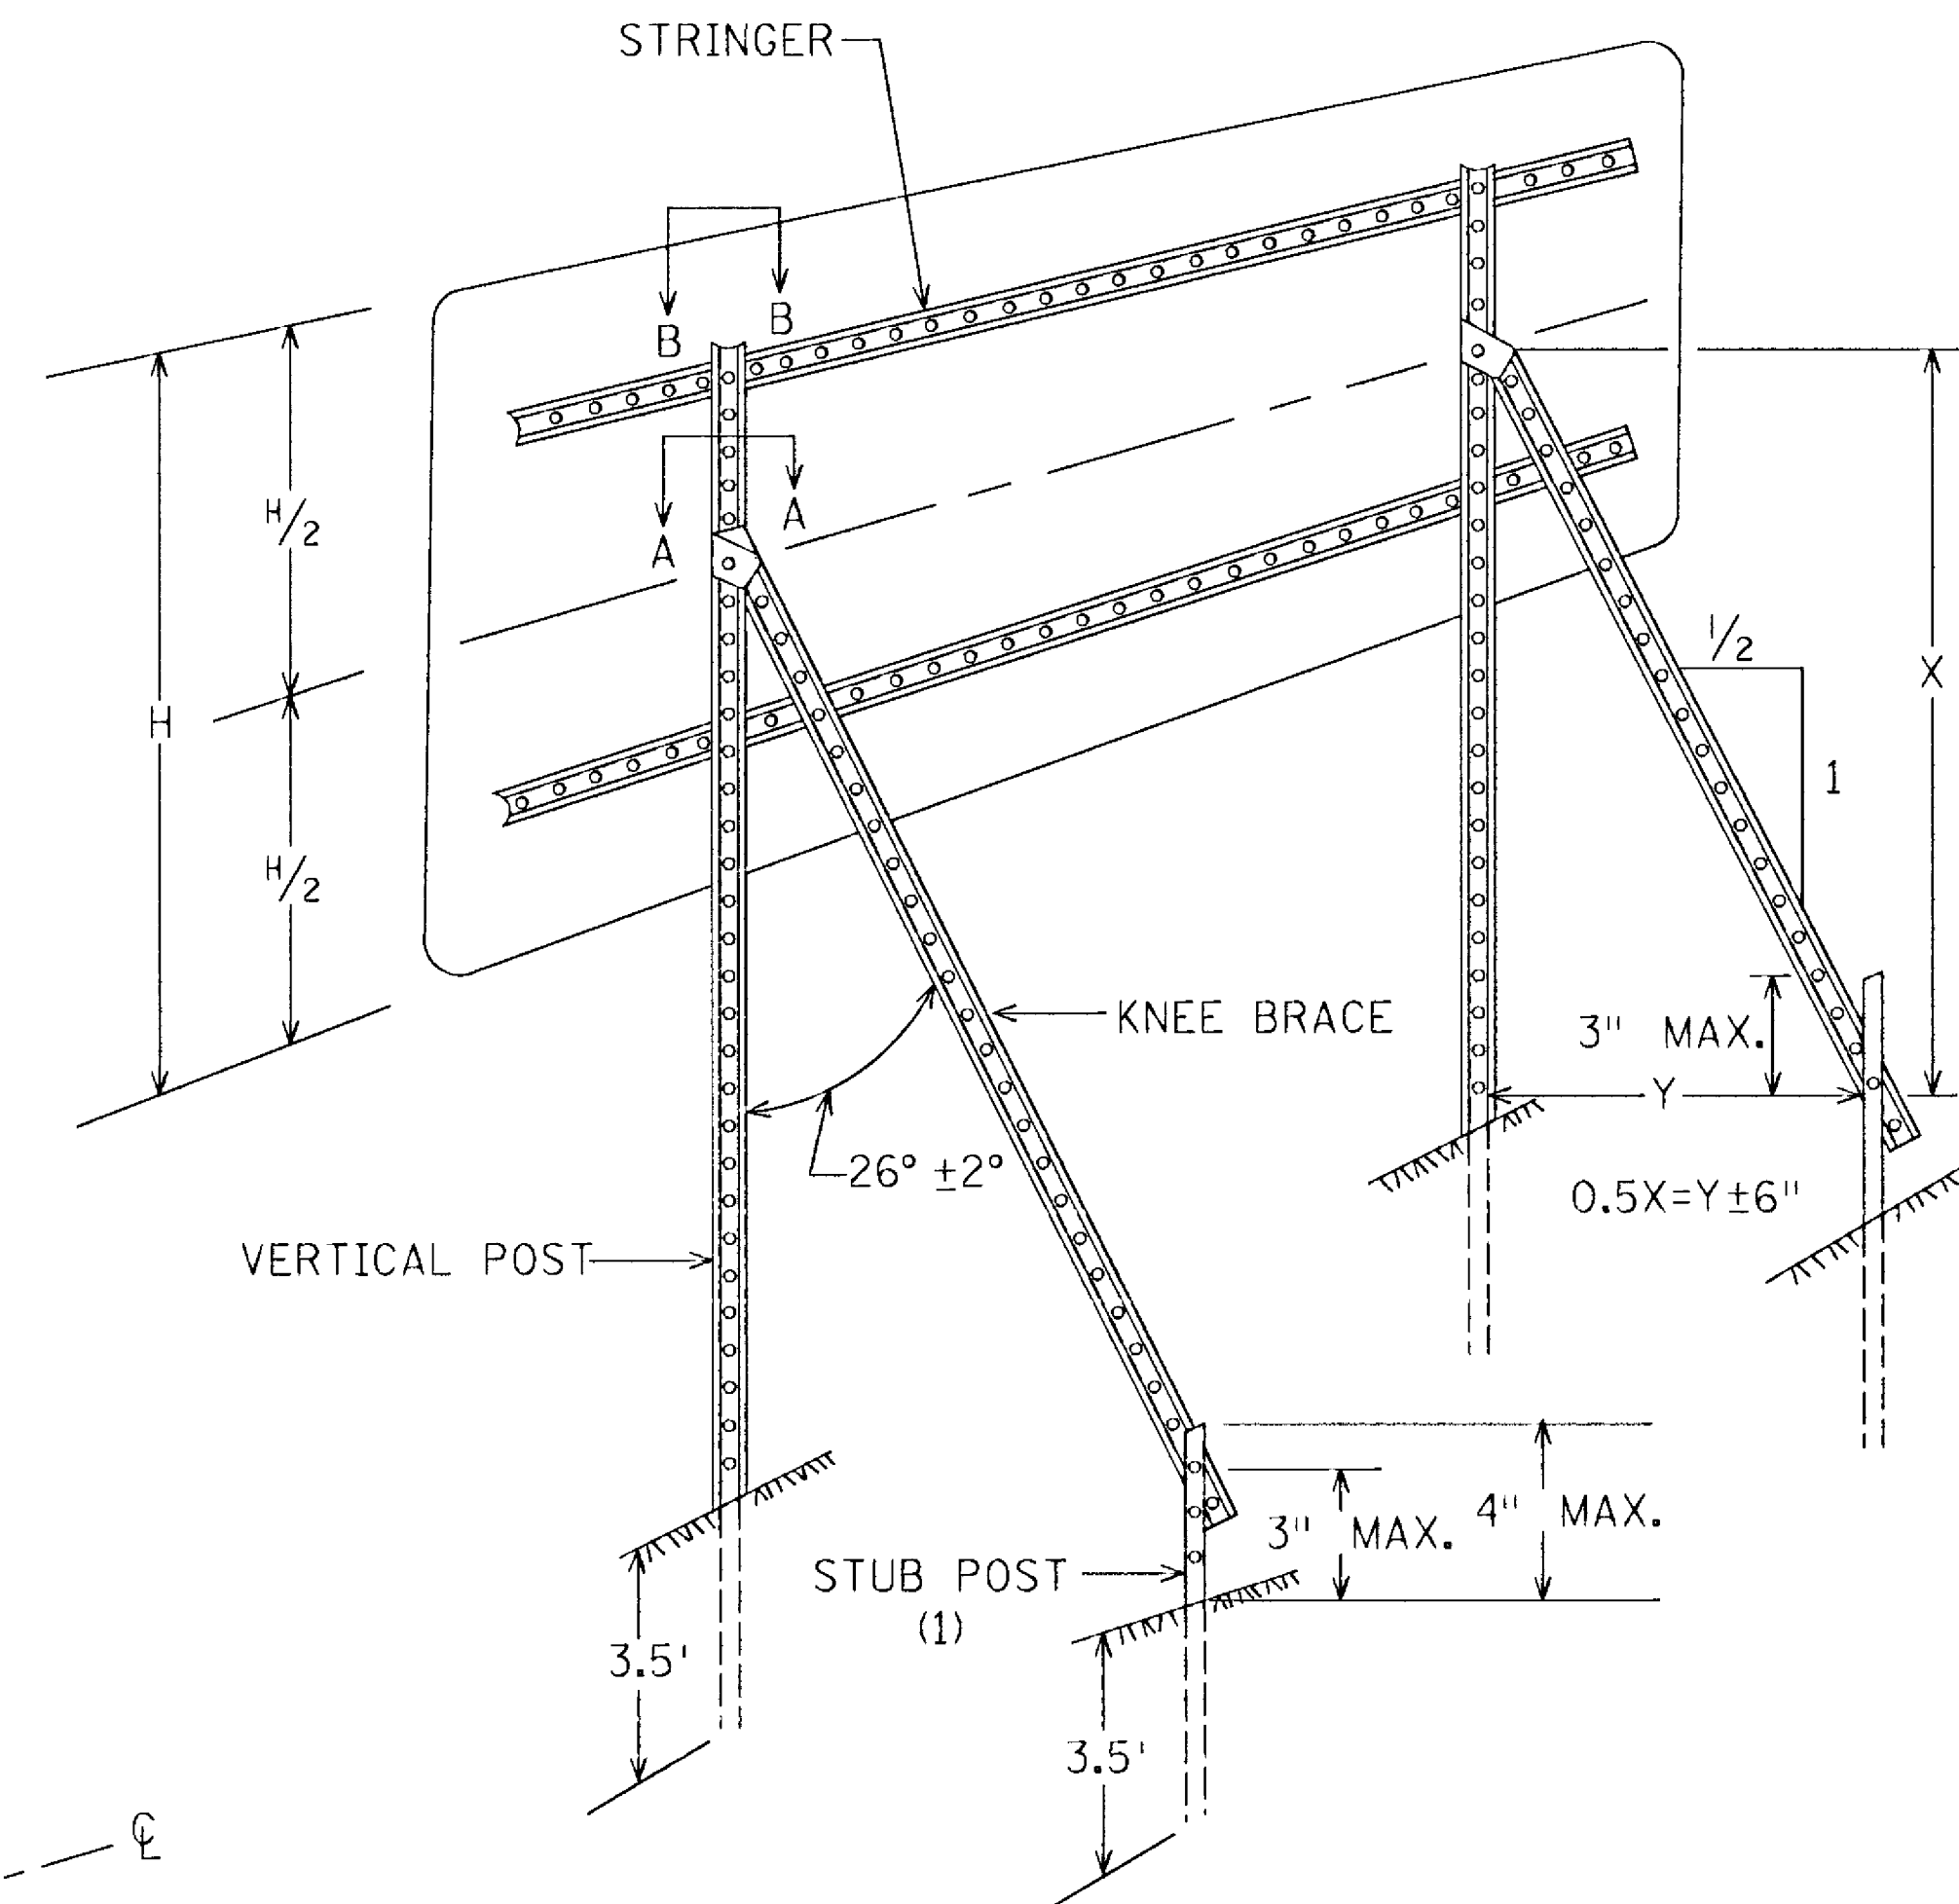 STRINGER
B
B
A
A
H/2
H
H/2
1/2
X
1
KNEE BRACE
3" MAX.
Y
26° ±2°
0.5X=Y±6"
VERTICAL POST
3" MAX.
4" MAX.
STUB POST
(1)
3.5'
3.5'
℄